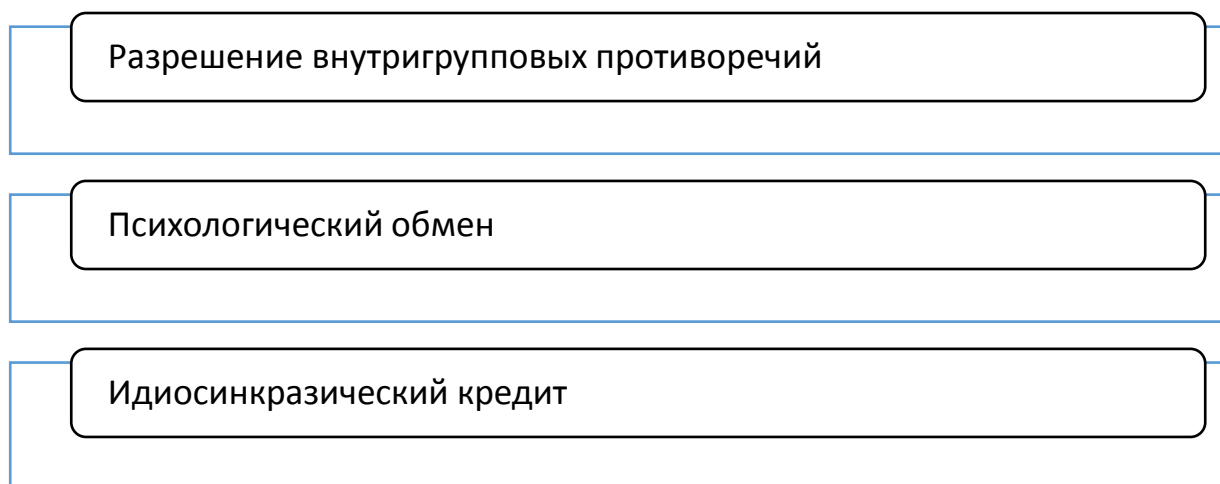 Разрешение внутригрупповых противоречий
Психологический обмен
Идиосинкразический кредит